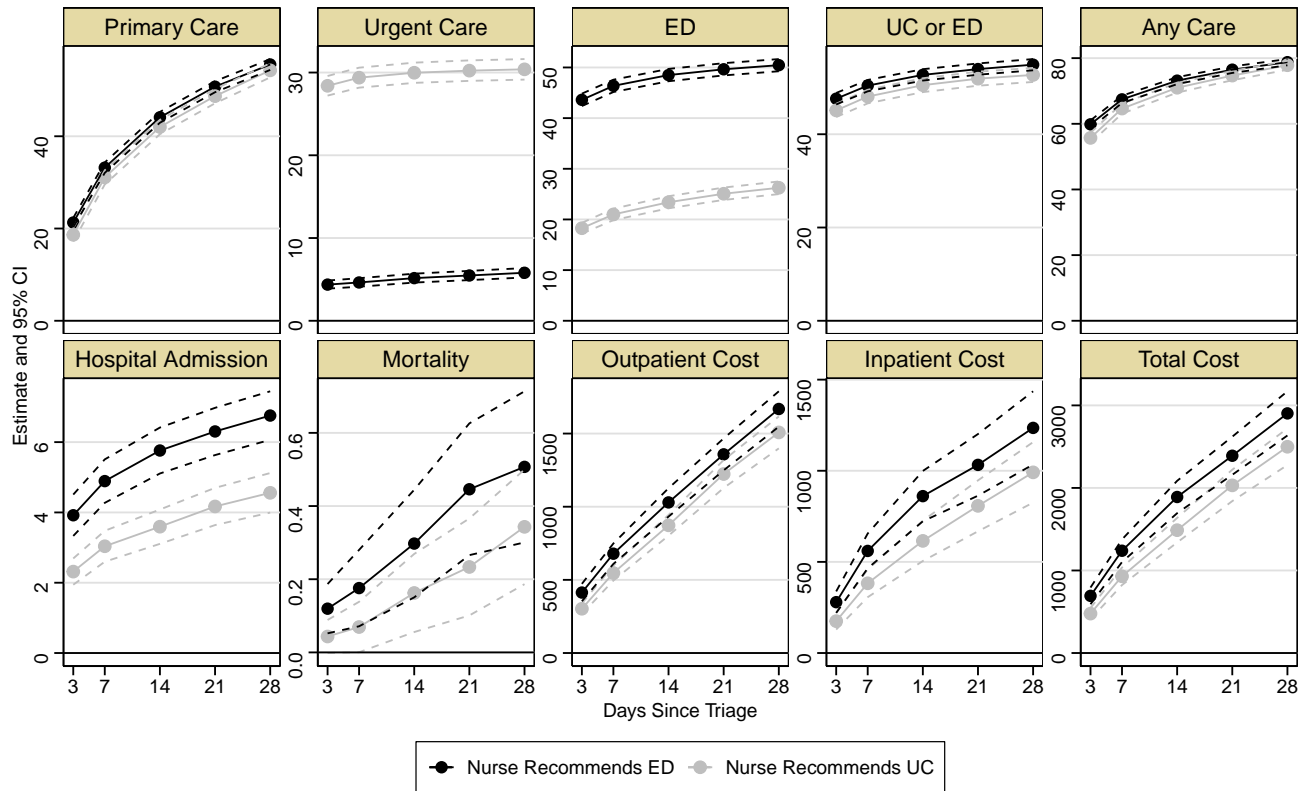 Primary Care
Urgent Care
ED
UC or ED
Any Care
0 20 40
0 10 20 30
0 10 20 30 40 50
0 20 40
0 20 40 60 80
Estimate and 95% CI
Hospital Admission
Mortality
Outpatient Cost
Inpatient Cost
Total Cost
0 2 4 6
0.0 0.2 0.4 0.6
0 500 1000 1500
0 500 1000 1500
0 1000 2000 3000
3 7 14 21 28
3 7 14 21 28
3 7 14 21 28
3 7 14 21 28
3 7 14 21 28
Days Since Triage
Nurse Recommends ED
Nurse Recommends UC